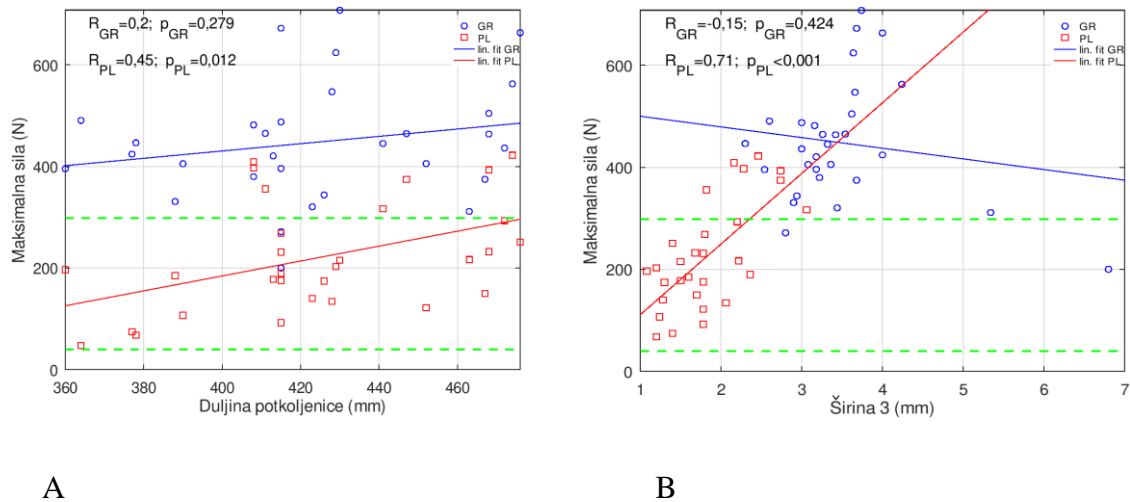 R_GR=0,2; p_GR=0,279
R_PL=0,45; p_PL=0,012
GR
PL
lin. fit GR
lin. fit PL
Maksimalna sila (N)
600
400
200
0
360
380
400
420
440
460
Duljina potkoljenice (mm)
A
R_GR=-0,15; p_GR=0,424
R_PL=0,71; p_PL<0,001
GR
PL
lin. fit GR
lin. fit PL
Maksimalna sila (N)
600
400
200
0
1
2
3
4
5
6
7
Širina 3 (mm)
B